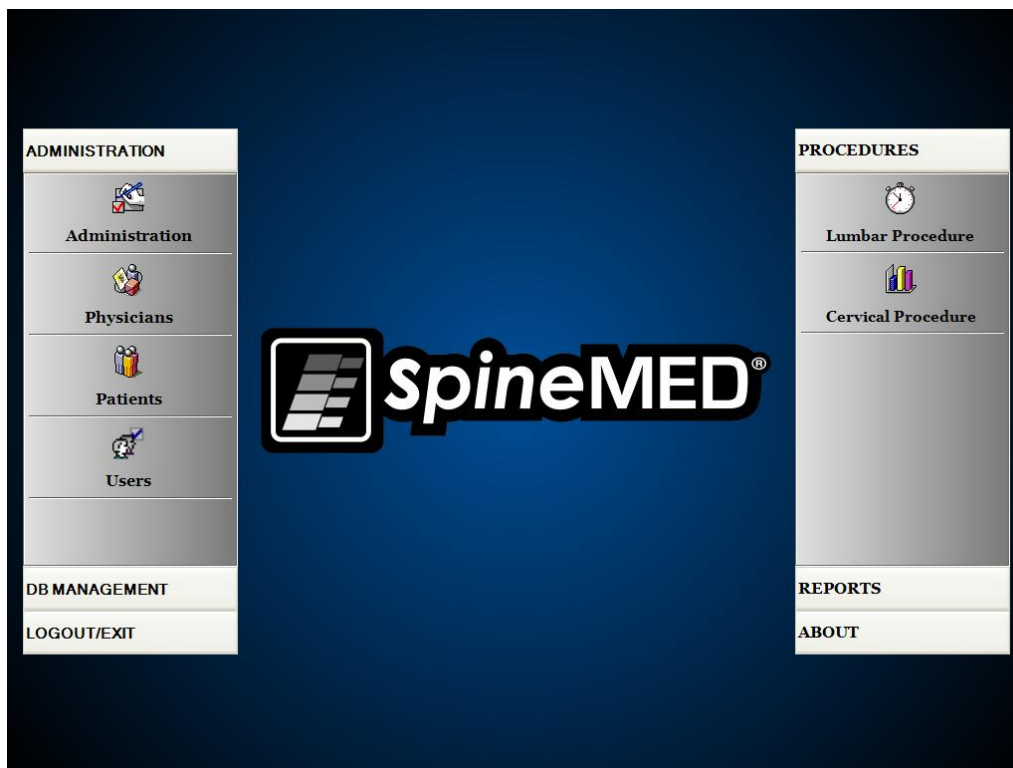 ADMINISTRATION
Administration
Physicians
Patients
Users
DB MANAGEMENT
LOGOUT/EXIT
SpineMED®
PROCEDURES
Lumbar Procedure
Cervical Procedure
REPORTS
ABOUT